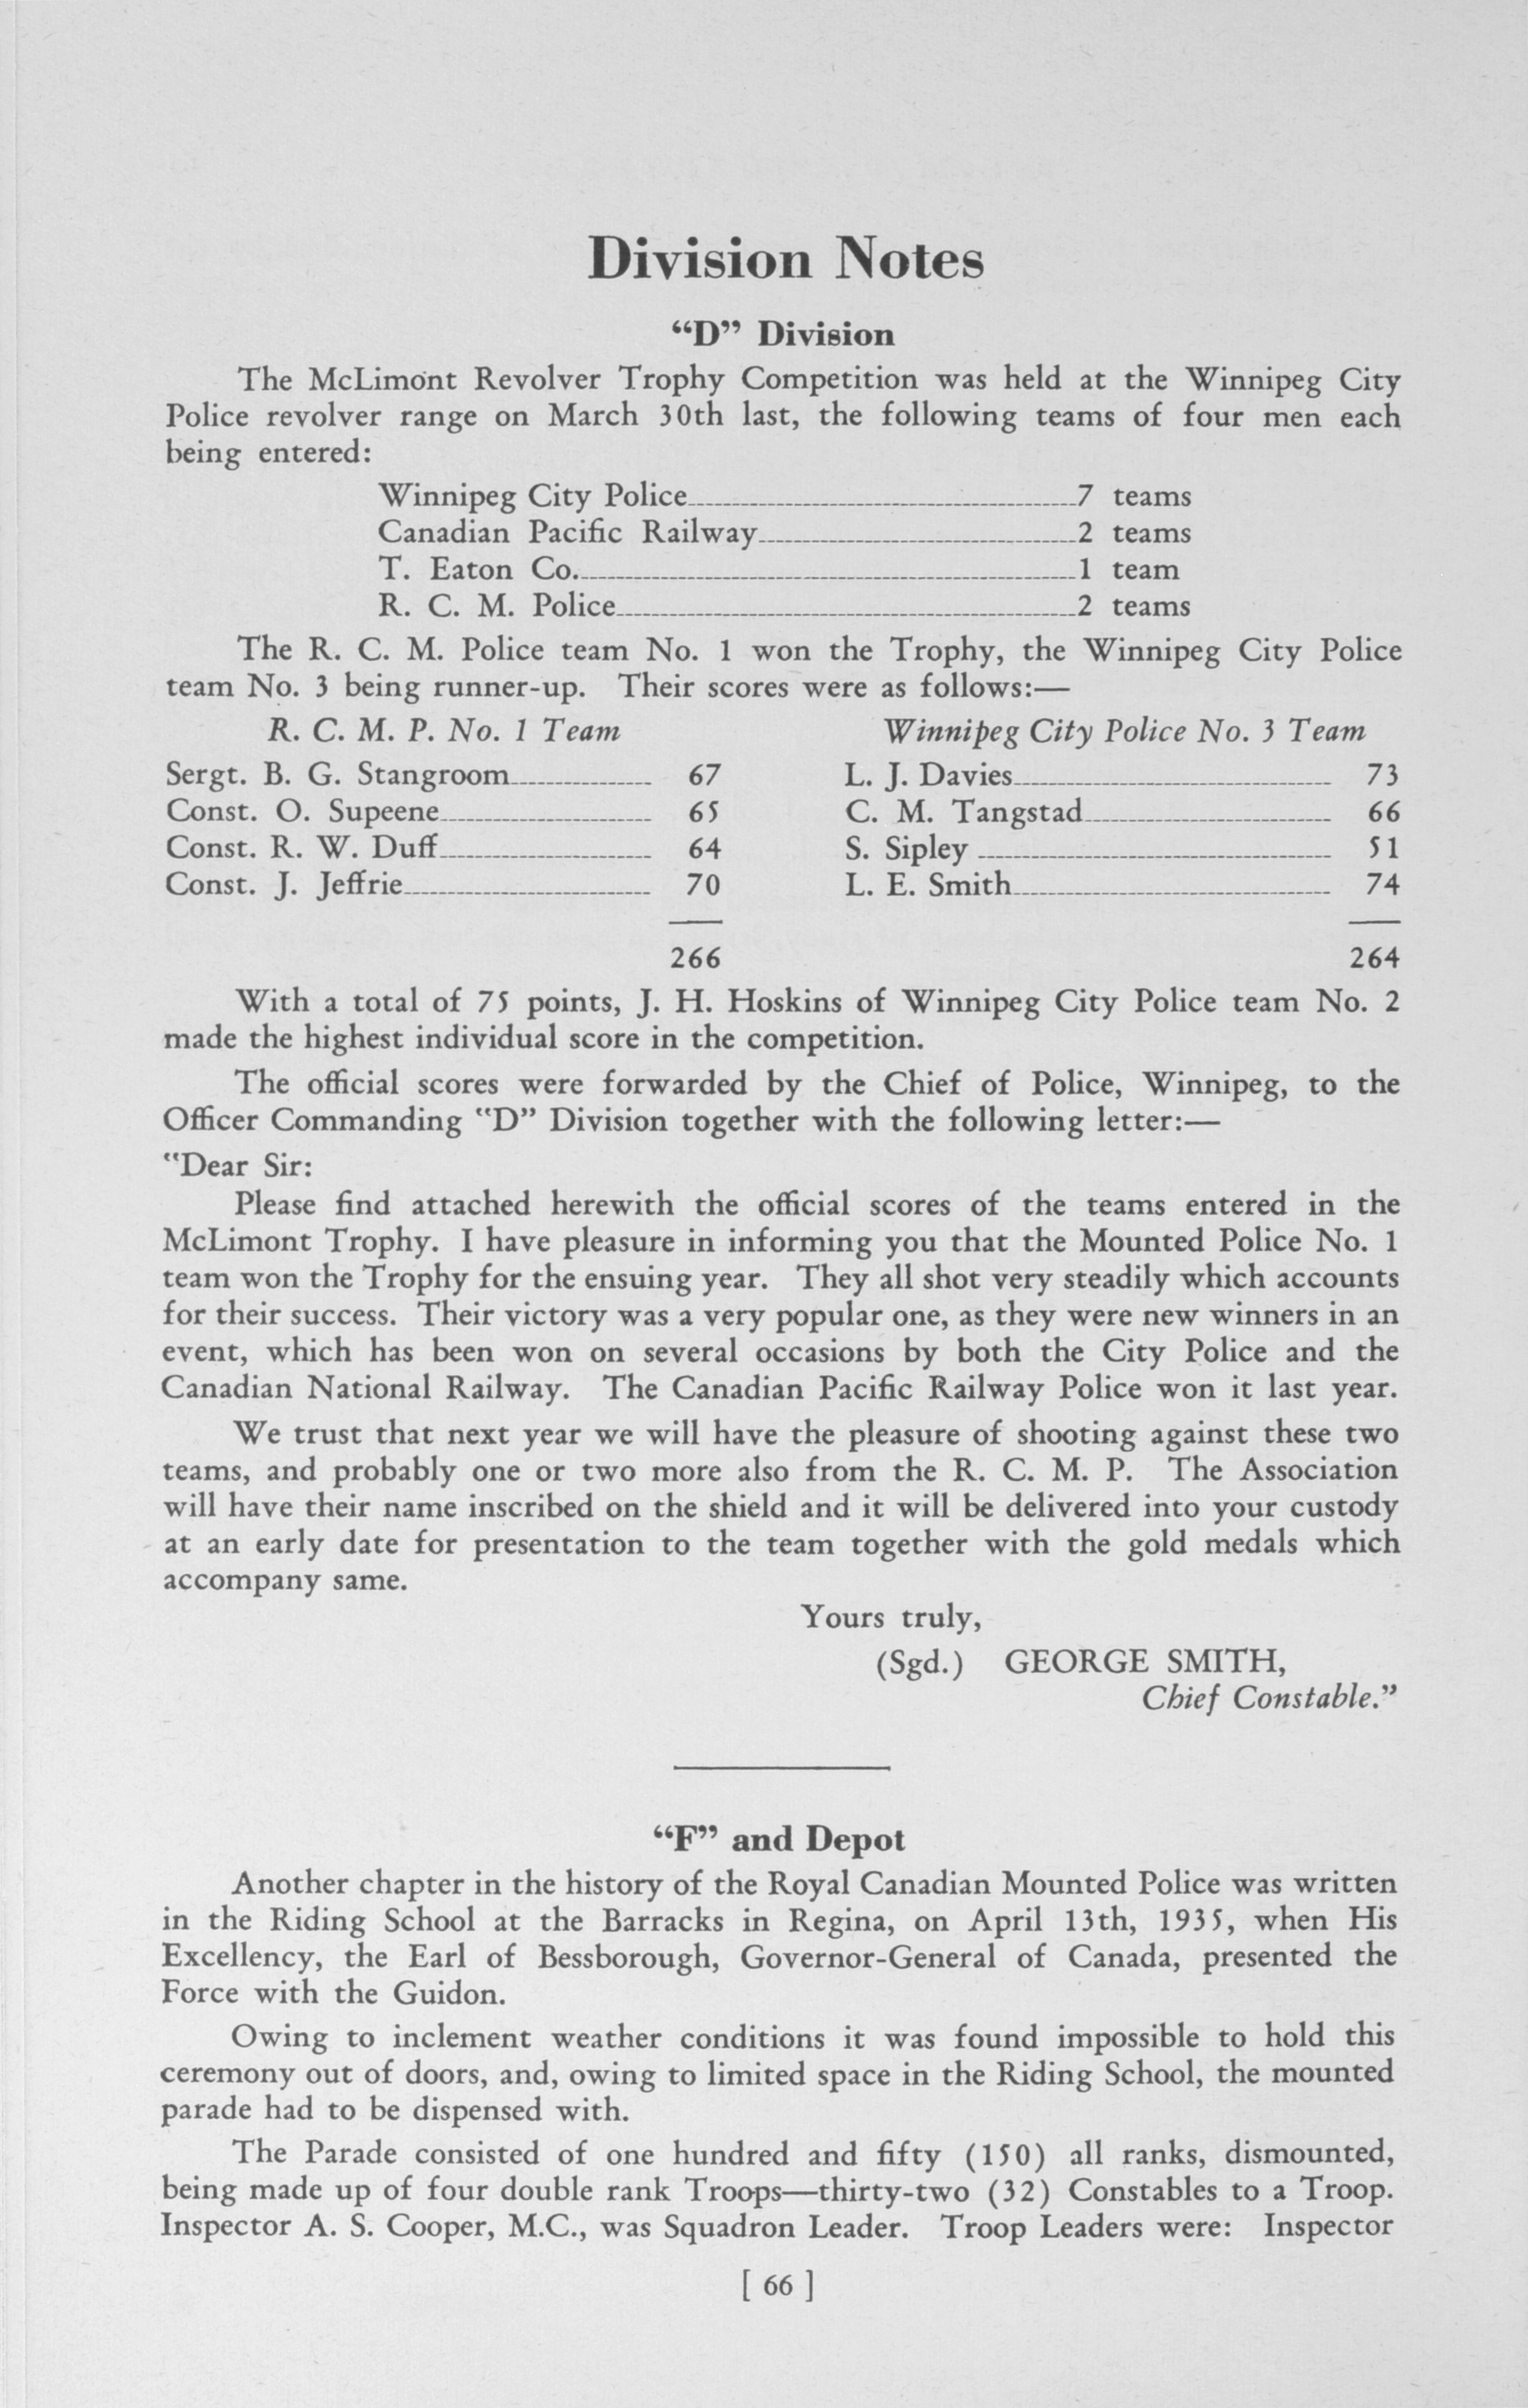 Division Notes
“D” Division
The McLimont Revolver Trophy Competition was held at the Winnipeg City
Police revolver range on March 30th last, the following teams of four men each
being entered:
Winnipeg City Police 7 teams
Canadian Pacific Railway 2 teams
T. Eaton Co. 1 team
R. C. M. Police 2 teams
The R. C. M. Police team No. 1 won the Trophy, the Winnipeg City Police
team No. 3 being runner-up. Their scores were as follows:—
R. C. M. P. No. 1 Team Winnipeg City Police No. 3 Team
Sergt. B. G. Stangroom 67 L. J. Davies 73
Const. O. Supeene 65 C. M. Tangstad 66
Const. R. W. Duff 64 S. Sipley 51
Const. J. Jeffrie 70 L. E. Smith 74
266 264
With a total of 75 points, J. H. Hoskins of Winnipeg City Police team No. 2
made the highest individual score in the competition.
The official scores were forwarded by the Chief of Police, Winnipeg, to the
Officer Commanding “D” Division together with the following letter:—
“Dear Sir:
Please find attached herewith the official scores of the teams entered in the
McLimont Trophy. I have pleasure in informing you that the Mounted Police No. 1
team won the Trophy for the ensuing year. They all shot very steadily which accounts
for their success. Their victory was a very popular one, as they were new winners in an
event, which has been won on several occasions by both the City Police and the
Canadian National Railway. The Canadian Pacific Railway Police won it last year.
We trust that next year we will have the pleasure of shooting against these two
teams, and probably one or two more also from the R. C. M. P. The Association
will have their name inscribed on the shield and it will be delivered into your custody
at an early date for presentation to the team together with the gold medals which
accompany same.
Yours truly,
(Sgd.) GEORGE SMITH,
Chief Constable.”
“F” and Depot
Another chapter in the history of the Royal Canadian Mounted Police was written
in the Riding School at the Barracks in Regina, on April 13th, 1935, when His
Excellency, the Earl of Bessborough, Governor-General of Canada, presented the
Force with the Guidon.
Owing to inclement weather conditions it was found impossible to hold this
ceremony out of doors, and, owing to limited space in the Riding School, the mounted
parade had to be dispensed with.
The Parade consisted of one hundred and fifty (150) all ranks, dismounted,
being made up of four double rank Troops—thirty-two (32) Constables to a Troop.
Inspector A. S. Cooper, M.C., was Squadron Leader. Troop Leaders were: Inspector
[ 66 ]